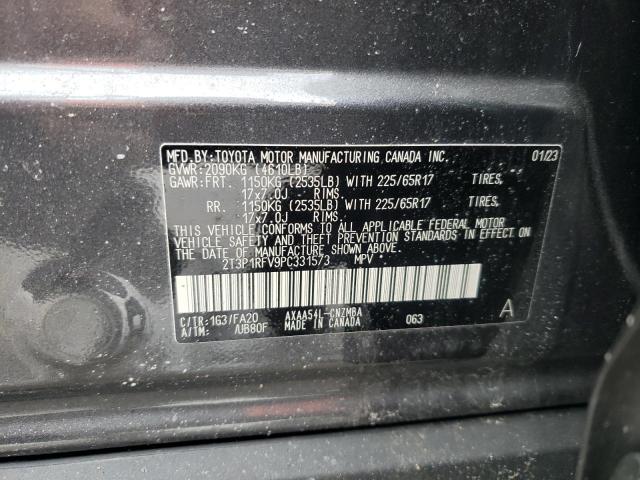 MFD.BY:TOYOTA MOTOR MANUFACTURING CANADA INC. 01/23
GVWR:2090KG (4610LB)
GAWR:FRT. 1150KG (2535LB) WITH 225/65R17 TIRES,
17x7.0J RIMS.
RR. 1150KG (2535LB) WITH 225/65R17 TIRES,
17x7.0J RIMS.
THIS VEHICLE CONFORMS TO ALL APPLICABLE FEDERAL MOTOR
VEHICLE SAFETY AND THEFT PREVENTION STANDARDS IN EFFECT ON
THE DATE OF MANUFACTURE SHOWN ABOVE.
2T3P1RFV9PC331573 MPV
C/TR:163/FA20 AXAA54L-CNZMBA
A/TM: /UB80F MADE IN CANADA 063 A